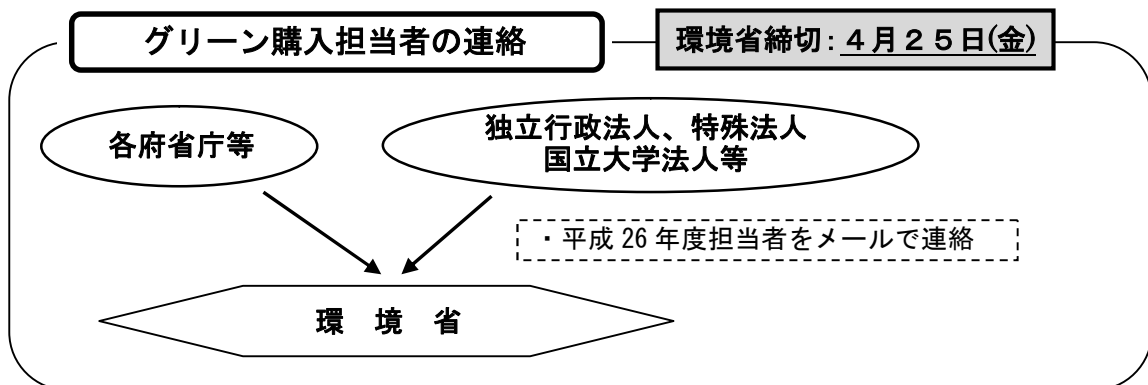 グリーン購入担当者の連絡
環境省締切：４月２５日(金)
各府省庁等
独立行政法人、特殊法人
国立大学法人等
・平成 26 年度担当者をメールで連絡
環　境　省